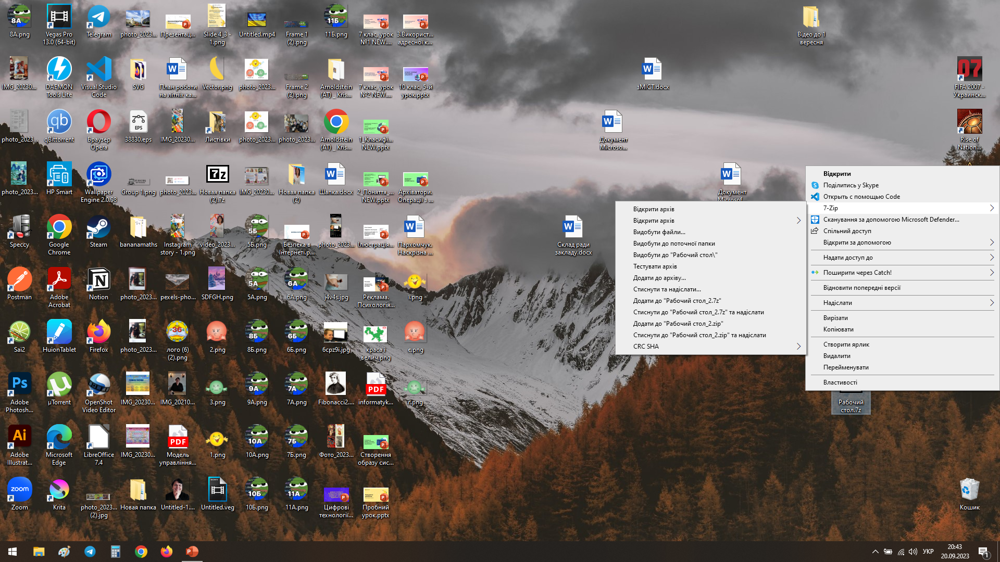 8А.png
Vegas Pro
13.0 (64-bit)
Telegram
photo_2023...
Презентац...
Slide 4_3 -
1.png
Untitled.mp4
Frame 1
(2).png
11Б.png
7 клас, урок
№1 NEW....
3.Використ...
адресної к...
Відео до 1
вересня
IMG_20230...
DAEMON
Tools Lite
Visual Studio
Code
SVG
План роботи
на літніх ка...
Vector.png
photo_2023...
Frame 2
(2).png
Arnoldstein
(AT) _ Kris...
7 клас, урок
№2 NEW....
10 клас, 5-й
урок.pptx
зМІСТ.docx
FIFA 2007 -
Украинск...
photo_2023...
qBittorrent
Браузер
Opera
EPS
38830.eps
IMG_20230...
Листівки
photo_2023...
photo_2023...
Arnoldstein
(AT) _ Kris...
1_Класифі...
NEW.pptx
Документ
Microso...
Rise of
Nation...
photo_2023...
HP Smart
Wallpaper
Engine 2.0.98
Group 1.png
photo_2023...
7z
Новая папка
(2).7z
IMG_20230...
Новая папка
(2)
Шапка.docx
2_Поняття_...
NEW.pptx
Архіватори.
Операції з ...
Документ
Microsof...
Speccy
Google
Chrome
Steam
bananamaths
Instagram
story - 1.png
video_2023...
5Б.png
Безпека в
Інтернеті.p...
photo_2023...
Ілюстрація...
Пархомчук.
Наскрізна ...
Склад ради
закладу.docx
Postman
Adobe
Acrobat
Notion
photo_2023...
pexels-pho...
SDFGH.png
5А.png
6А.png
j4v4s.jpg
Реклама.
Психологія...
ї.png
Sai2
HuionTablet
Firefox
photo_2023...
лого (6)
(2).png
2.png
8Б.png
6Б.png
6cpz9i.jpg
краса і
велич.png
є.png
Adobe
Photosh...
µTorrent
OpenShot
Video Editor
IMG_20230...
IMG_20210...
3.png
9А.png
7А.png
Fibonacci2....
PDF
informatyk...
ґ.png
Рабочий
стол.7z
Adobe
Illustrat...
Microsoft
Edge
LibreOffice
7.4
IMG_20230...
PDF
Модель
управління...
1.png
10А.png
7Б.png
Фото_2023...
Створення
образу сис...
Zoom
Krita
photo_2023...
(2).jpg
Новая папка
Untitled-1....
Untitled.veg
10Б.png
11А.png
Цифрові
технології...
Пробний
урок.pptx
Кошик
Відкрити
Поділитись у Skype
Открыть с помощью Code
7-Zip
Сканування за допомогою Microsoft Defender...
Спільний доступ
Відкрити за допомогою
Надати доступ до
Поширити через Catch!
Відновити попередні версії
Надіслати
Вирізати
Копіювати
Створити ярлик
Видалити
Перейменувати
Властивості
Відкрити архів
Відкрити архів
Видобути файли...
Видобути до поточної папки
Видобути до "Рабочий стол\"
Тестувати архів
Додати до архіву...
Стиснути та надіслати...
Додати до "Рабочий стол_2.7z"
Стиснути до "Рабочий стол_2.7z" та надіслати
Додати до "Рабочий стол_2.zip"
Стиснути до "Рабочий стол_2.zip" та надіслати
CRC SHA
УКР
20:43
20.09.2023
1